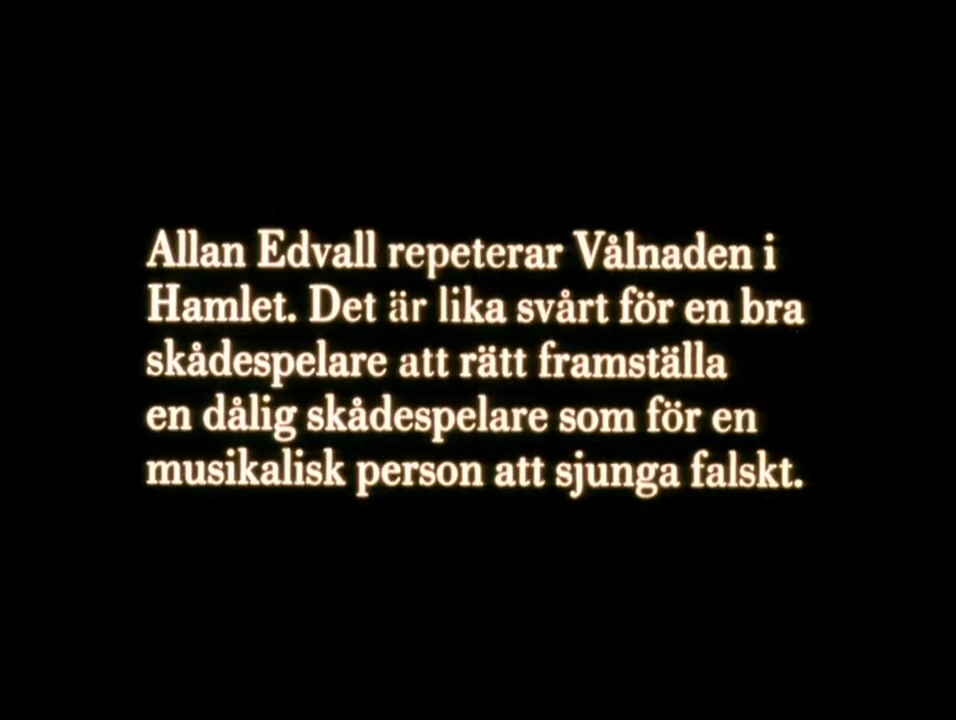 Allan Edvall repeterar Vålnaden i
Hamlet. Det är lika svårt för en bra
skådespelare att rätt framställa
en dålig skådespelare som för en
musikalisk person att sjunga falskt.